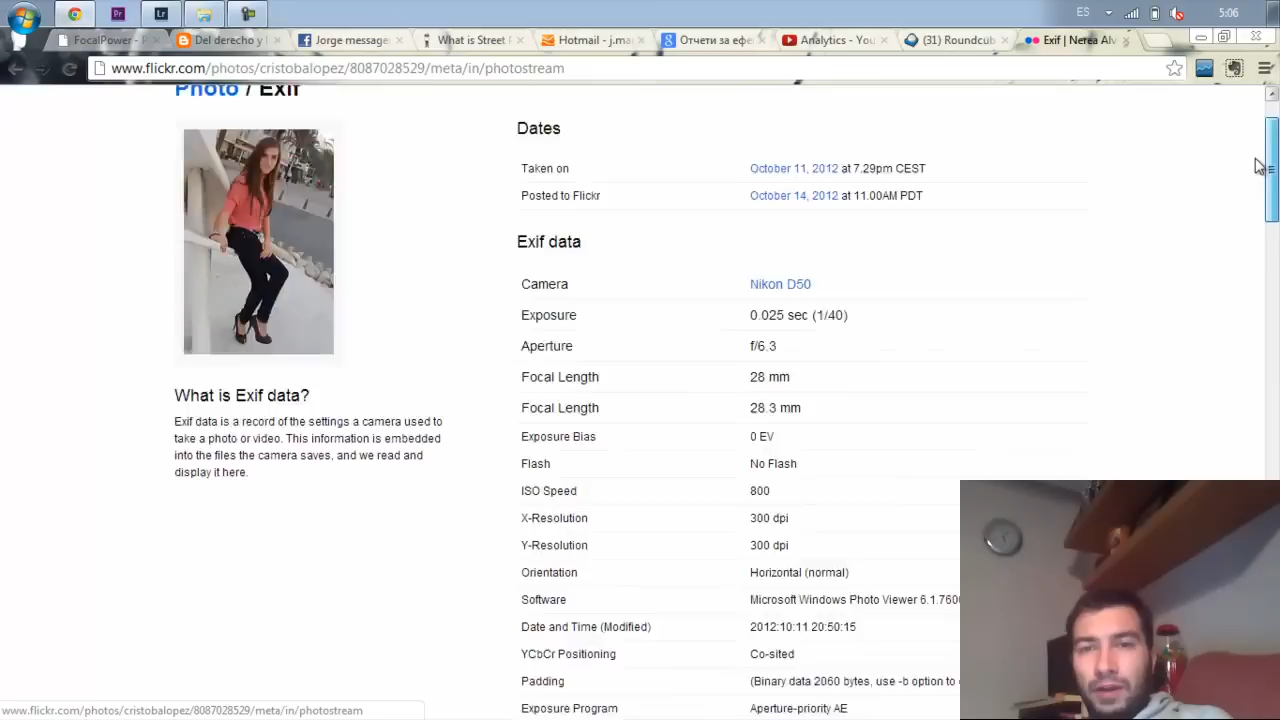 ES 5:06
FocalPower - P
Del derecho y
Jorge message
What is Street P
Hotmail - j.ma
Отчети за ефе
Analytics - You
(31) Roundcub
Exif | Nerea Alv
www.flickr.com/photos/cristobalopez/8087028529/meta/in/photostream
Photo / Exif
Dates
Taken on October 11, 2012 at 7.29pm CEST
Posted to Flickr October 14, 2012 at 11.00AM PDT
Exif data
Camera Nikon D50
Exposure 0.025 sec (1/40)
Aperture f/6.3
Focal Length 28 mm
Focal Length 28.3 mm
Exposure Bias 0 EV
Flash No Flash
ISO Speed 800
X-Resolution 300 dpi
Y-Resolution 300 dpi
Orientation Horizontal (normal)
Software Microsoft Windows Photo Viewer 6.1.7600
Date and Time (Modified) 2012:10:11 20:50:15
YCbCr Positioning Co-sited
Padding (Binary data 2060 bytes, use -b option to
Exposure Program Aperture-priority AE
What is Exif data?
Exif data is a record of the settings a camera used to
take a photo or video. This information is embedded
into the files the camera saves, and we read and
display it here.
www.flickr.com/photos/cristobalopez/8087028529/meta/in/photostream